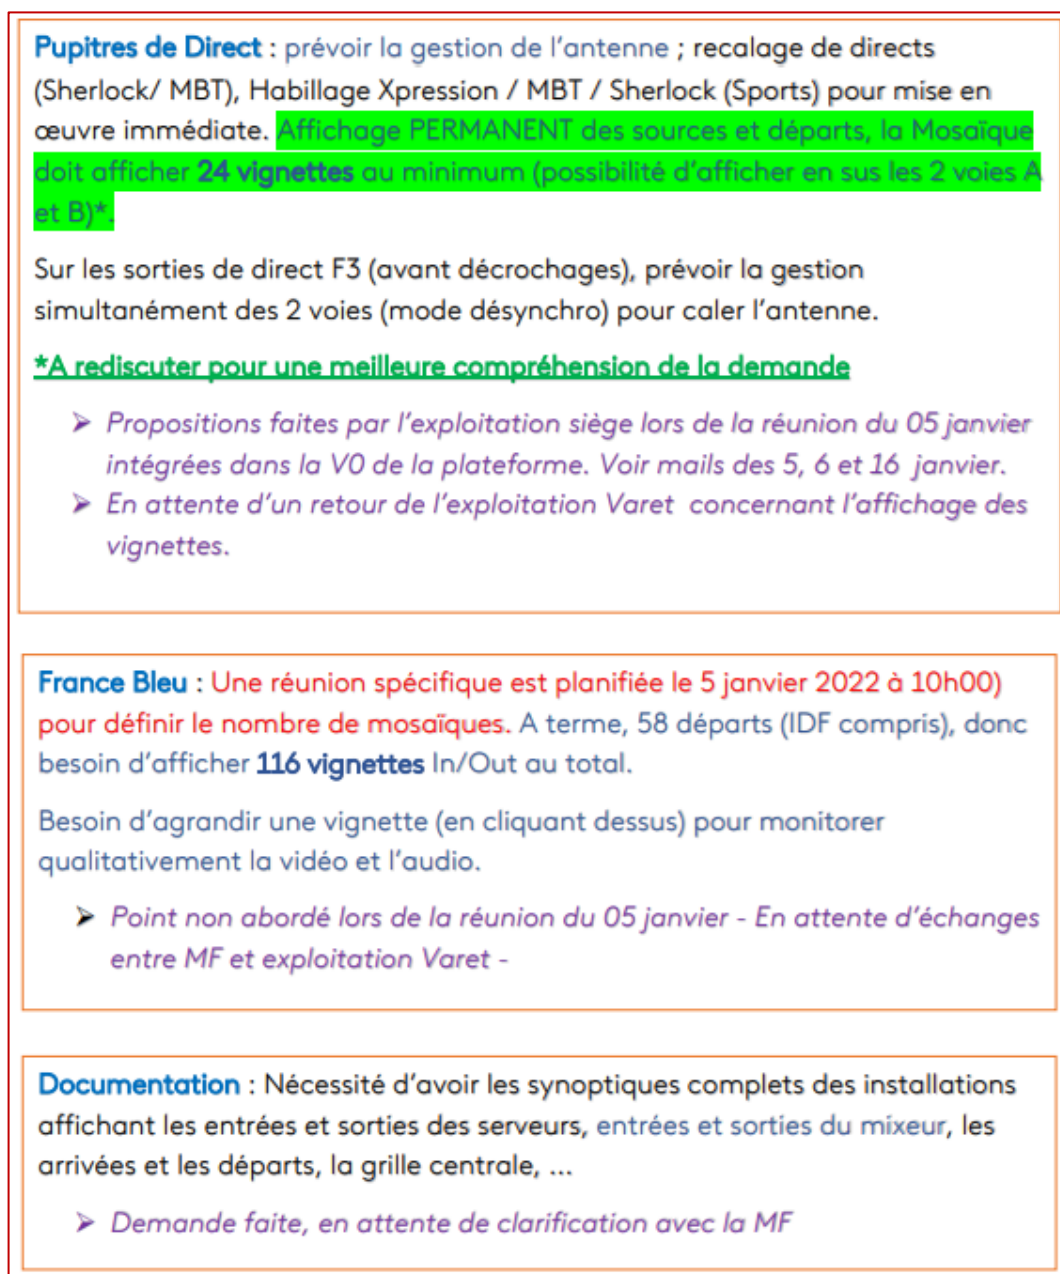 Pupitres de Direct : prévoir la gestion de l’antenne ; recalage de directs
(Sherlock/ MBT), Habillage Xpression / MBT / Sherlock (Sports) pour mise en
œuvre immédiate. Affichage PERMANENT des sources et départs, la Mosaïque
doit afficher 24 vignettes au minimum (possibilité d’afficher en sus les 2 voies A
et B)*.
Sur les sorties de direct F3 (avant décrochages), prévoir la gestion
simultanément des 2 voies (mode désynchro) pour caler l’antenne.
*A rediscuter pour une meilleure compréhension de la demande
➤ Propositions faites par l’exploitation siège lors de la réunion du 05 janvier
intégrées dans la V0 de la plateforme. Voir mails des 5, 6 et 16 janvier.
➤ En attente d’un retour de l’exploitation Varet concernant l’affichage des
vignettes.
France Bleu : Une réunion spécifique est planifiée le 5 janvier 2022 à 10h00)
pour définir le nombre de mosaïques. A terme, 58 départs (IDF compris), donc
besoin d’afficher 116 vignettes In/Out au total.
Besoin d’agrandir une vignette (en cliquant dessus) pour monitorer
qualitativement la vidéo et l’audio.
➤ Point non abordé lors de la réunion du 05 janvier - En attente d’échanges
entre MF et exploitation Varet -
Documentation : Nécessité d’avoir les synoptiques complets des installations
affichant les entrées et sorties des serveurs, entrées et sorties du mixeur, les
arrivées et les départs, la grille centrale, ...
➤ Demande faite, en attente de clarification avec la MF